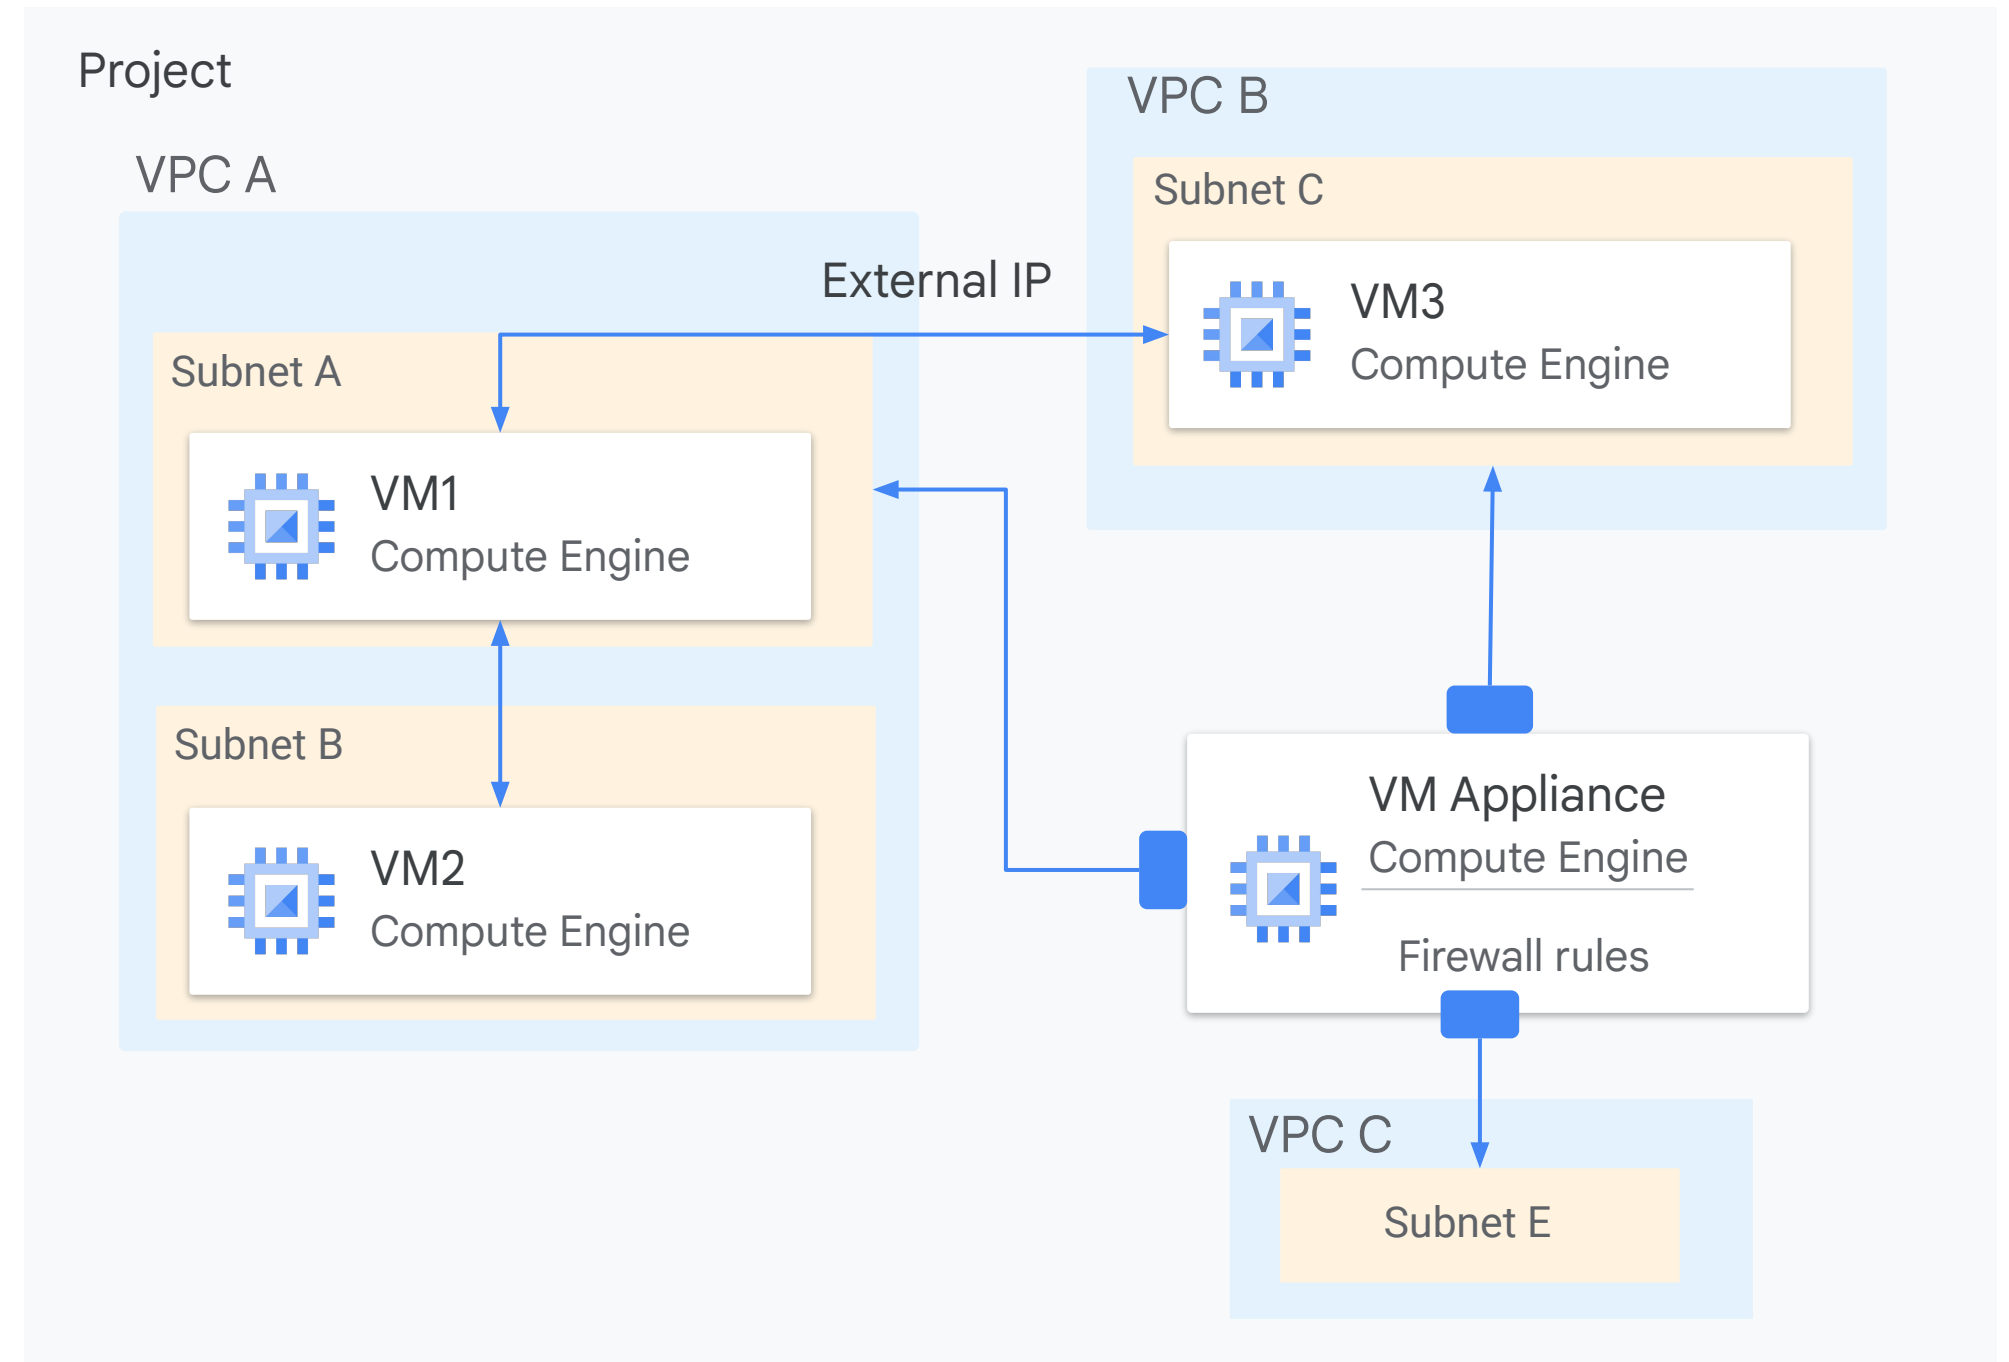 Project
VPC A
Subnet A
VM1
Compute Engine
Subnet B
VM2
Compute Engine
External IP
VPC B
Subnet C
VM3
Compute Engine
VM Appliance
Compute Engine
Firewall rules
VPC C
Subnet E